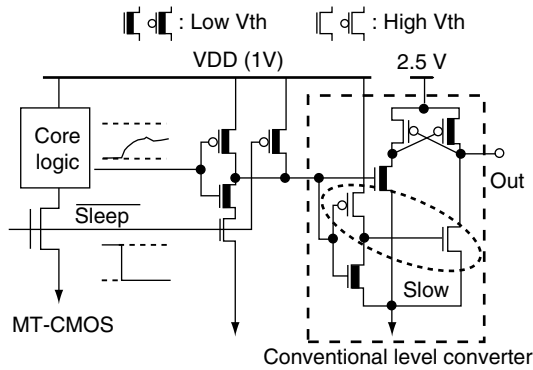 : Low Vth : High Vth
VDD (1V) 2.5 V
Core
logic
Out
Sleep
Slow
MT-CMOS
Conventional level converter